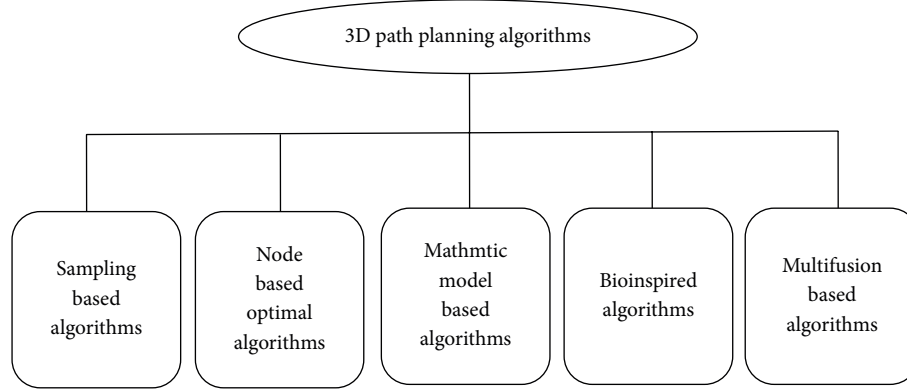 3D path planning algorithms
Sampling
based
algorithms
Node
based
optimal
algorithms
Mathmtic
model
based
algorithms
Bioinspired
algorithms
Multifusion
based
algorithms